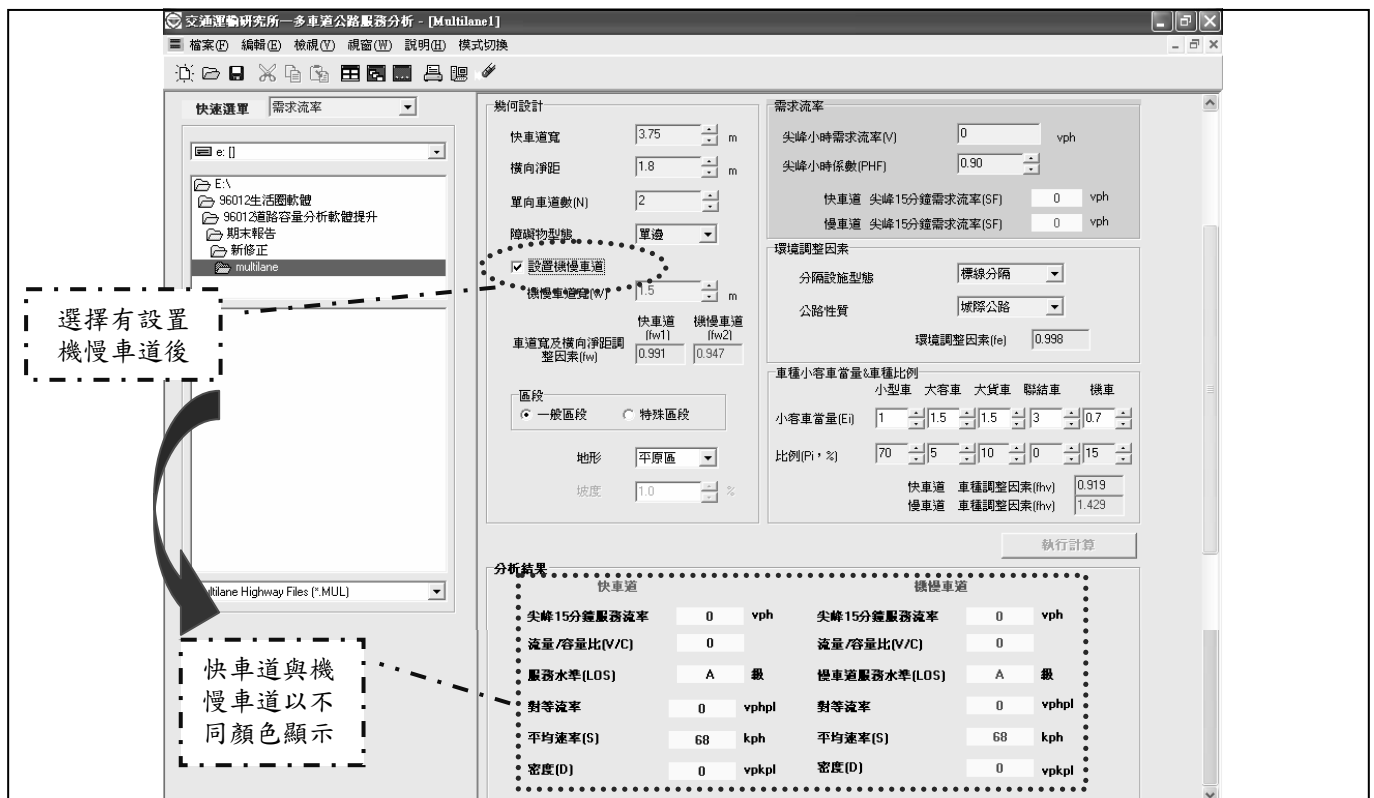 交通運輸研究所—多車道公路服務分析 - [Multilane1]
檔案(F) 編輯(E) 檢視(V) 視窗(W) 說明(H) 模式切換
快速選單 需求流率
e: []
E:\
96012生活圈軟體
96012道路容量分析軟體提升
期末報告
新修正
multilane
選擇有設置
機慢車道後
ltilane Highway Files (*.MUL)
快車道與機
慢車道以不
同顏色顯示
幾何設計
快車道寬 3.75 m
橫向淨距 1.8 m
單向車道數(N) 2
障礙物型態 單邊
設置機慢車道
機慢車道寬(W) 1.5 m
快車道 機慢車道
(fw1) (fw2)
車道寬及橫向淨距調
整因素(fw) 0.991 0.947
區段
一般區段 特殊區段
地形 平原區
坡度 1.0 %
需求流率
尖峰小時需求流率(V) 0 vph
尖峰小時係數(PHF) 0.90
快車道 尖峰15分鐘需求流率(SF) 0 vph
慢車道 尖峰15分鐘需求流率(SF) 0 vph
環境調整因素
分隔設施型態 標線分隔
公路性質 城際公路
環境調整因素(fe) 0.998
車種小客車當量&車種比例
小型車 大客車 大貨車 聯結車 機車
小客車當量(Ei) 1 1.5 1.5 3 0.7
比例(Pi，%) 70 5 10 0 15
快車道 車種調整因素(fhv) 0.919
慢車道 車種調整因素(fhv) 1.429
執行計算
分析結果
快車道 機慢車道
尖峰15分鐘服務流率 0 vph 尖峰15分鐘服務流率 0 vph
流量/容量比(V/C) 0 流量/容量比(V/C) 0
服務水準(LOS) A 級 慢車道服務水準(LOS) A 級
對等流率 0 vphpl 對等流率 0 vphpl
平均速率(S) 68 kph 平均速率(S) 68 kph
密度(D) 0 vpkpl 密度(D) 0 vpkpl